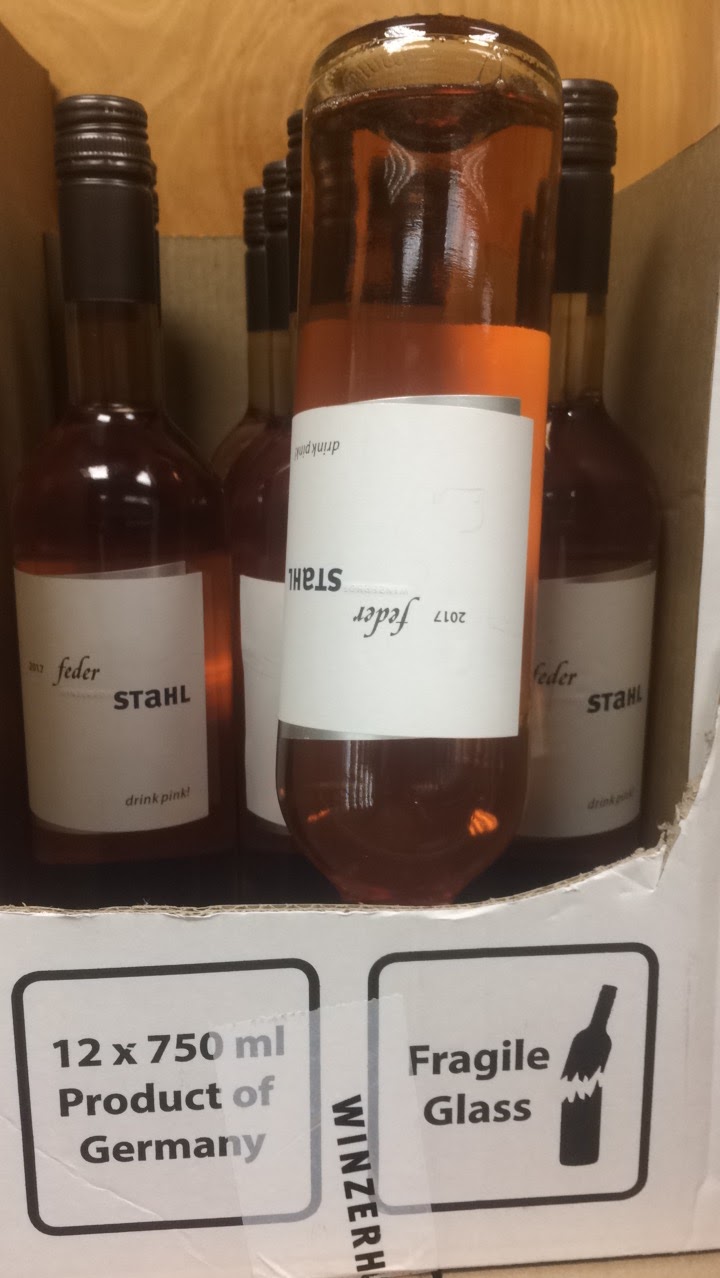 2017 feder
STaHL
drink pink!
2017 feder
WINZERHOF
STaHL
drink pink!
feder
STaHL
drink pink!
12 x 750 ml
Product of
Germany
Fragile
Glass
WINZERH